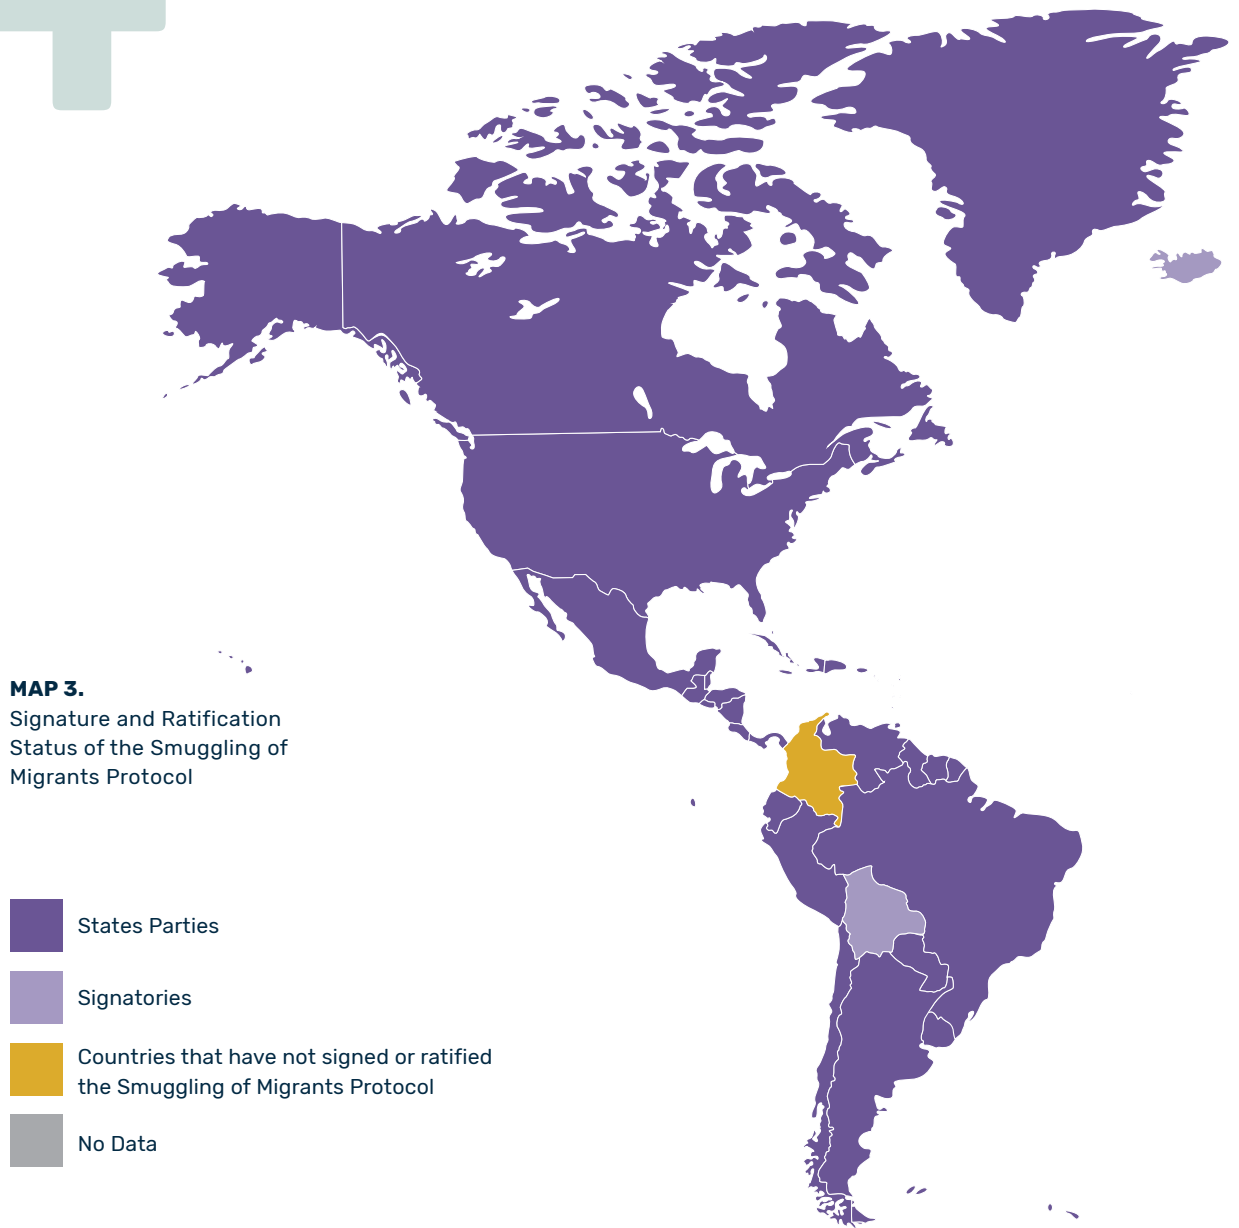 MAP 3.
Signature and Ratification
Status of the Smuggling of
Migrants Protocol
States Parties
Signatories
Countries that have not signed or ratified
the Smuggling of Migrants Protocol
No Data